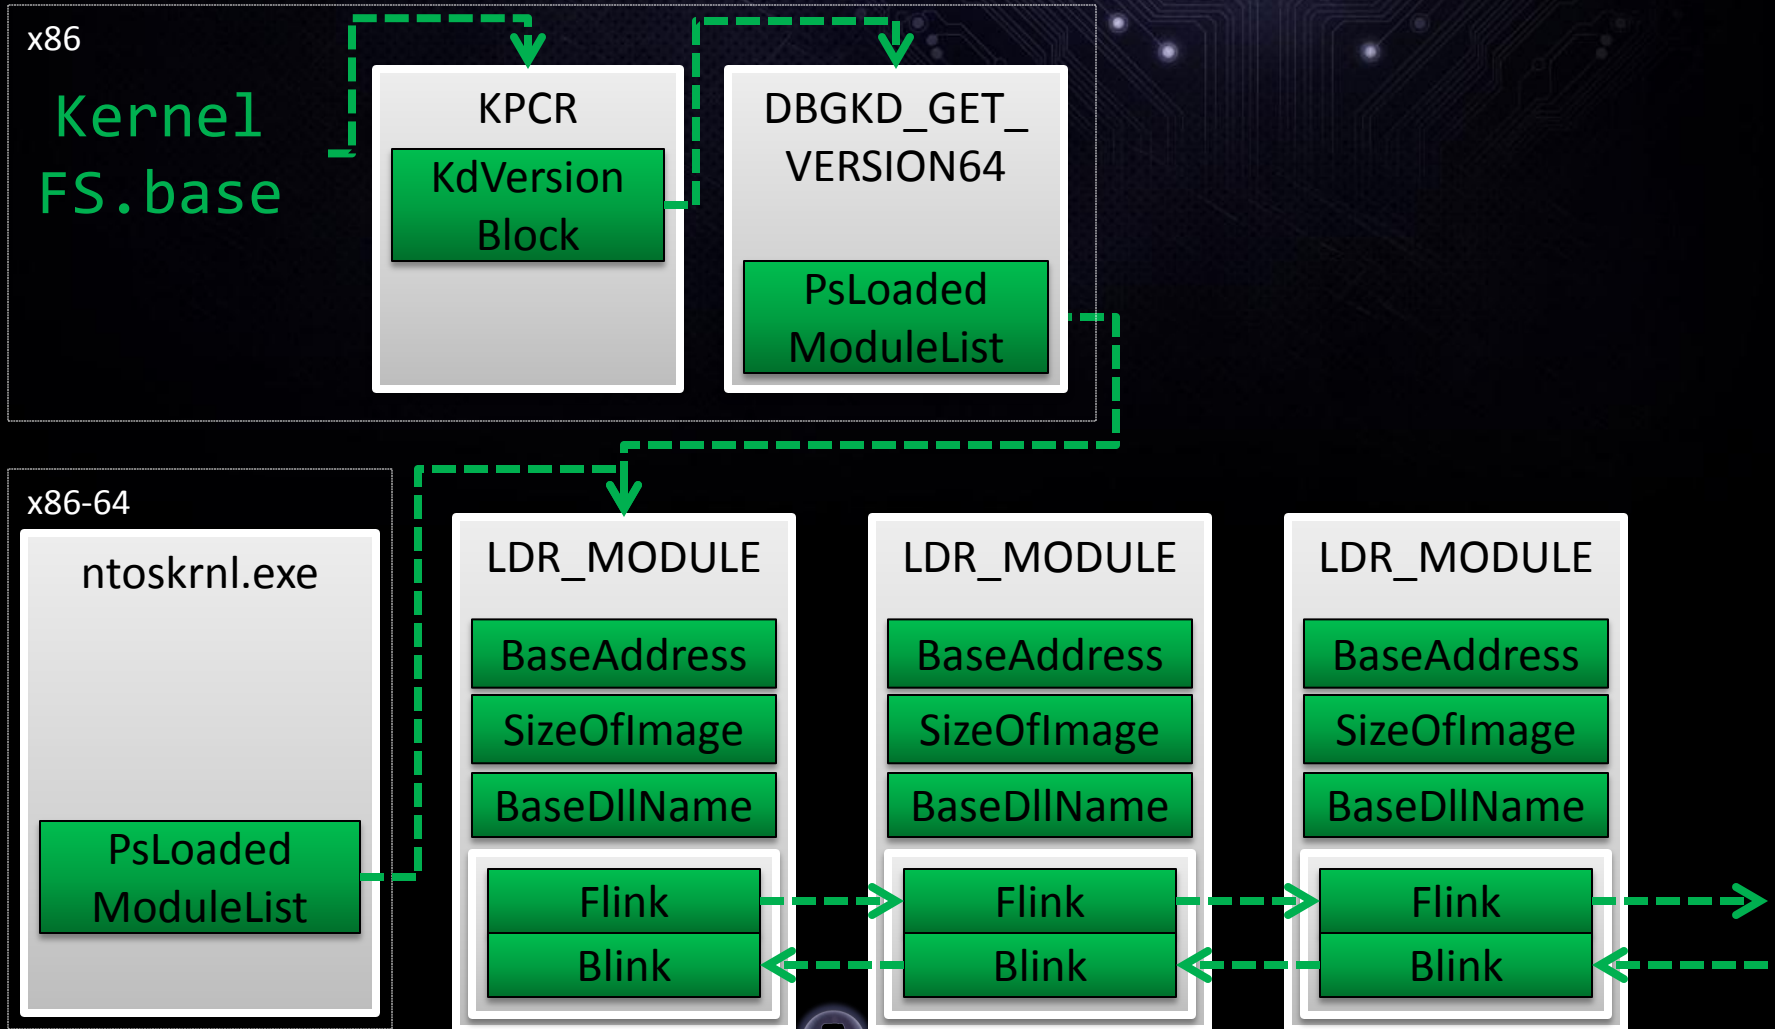 x86
Kernel
FS.base
KPCR
KdVersion
Block
DBGKD_GET_
VERSION64
PsLoaded
ModuleList
x86-64
ntoskrnl.exe
PsLoaded
ModuleList
LDR_MODULE
BaseAddress
SizeOfImage
BaseDllName
Flink
Blink
LDR_MODULE
BaseAddress
SizeOfImage
BaseDllName
Flink
Blink
LDR_MODULE
BaseAddress
SizeOfImage
BaseDllName
Flink
Blink